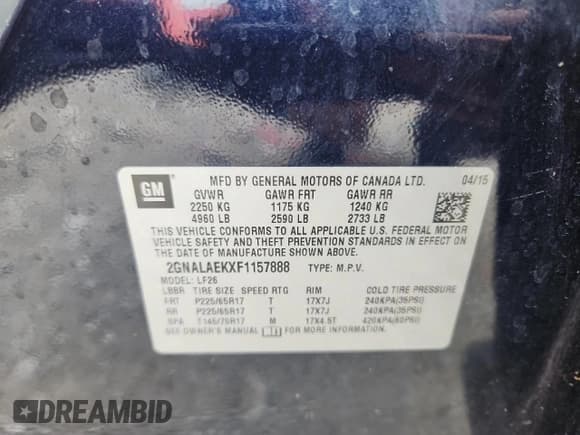 GM
MFD BY GENERAL MOTORS OF CANADA LTD. 04/15
GVWR GAWR FRT GAWR RR
2250 KG 1175 KG 1240 KG
4960 LB 2590 LB 2733 LB
THIS VEHICLE CONFORMS TO ALL APPLICABLE U.S. FEDERAL MOTOR
VEHICLE SAFETY, BUMPER, AND THEFT PREVENTION STANDARDS IN EFFECT
ON THE DATE OF MANUFACTURE SHOWN ABOVE.
2GNALAEKXF1157888 TYPE: M.P.V.
MODEL: LF26
LBBR TIRE SIZE SPEED RTG RIM COLD TIRE PRESSURE
FRT P225/65R17 T 17X7J 240KPA(35PSI)
RR P225/65R17 T 17X7J 240KPA(35PSI)
SPA T145/70R17 M 17X4.5T 420KPA(60PSI)
SEE OWNER'S MANUAL FOR MORE INFORMATION.
DREAMBID